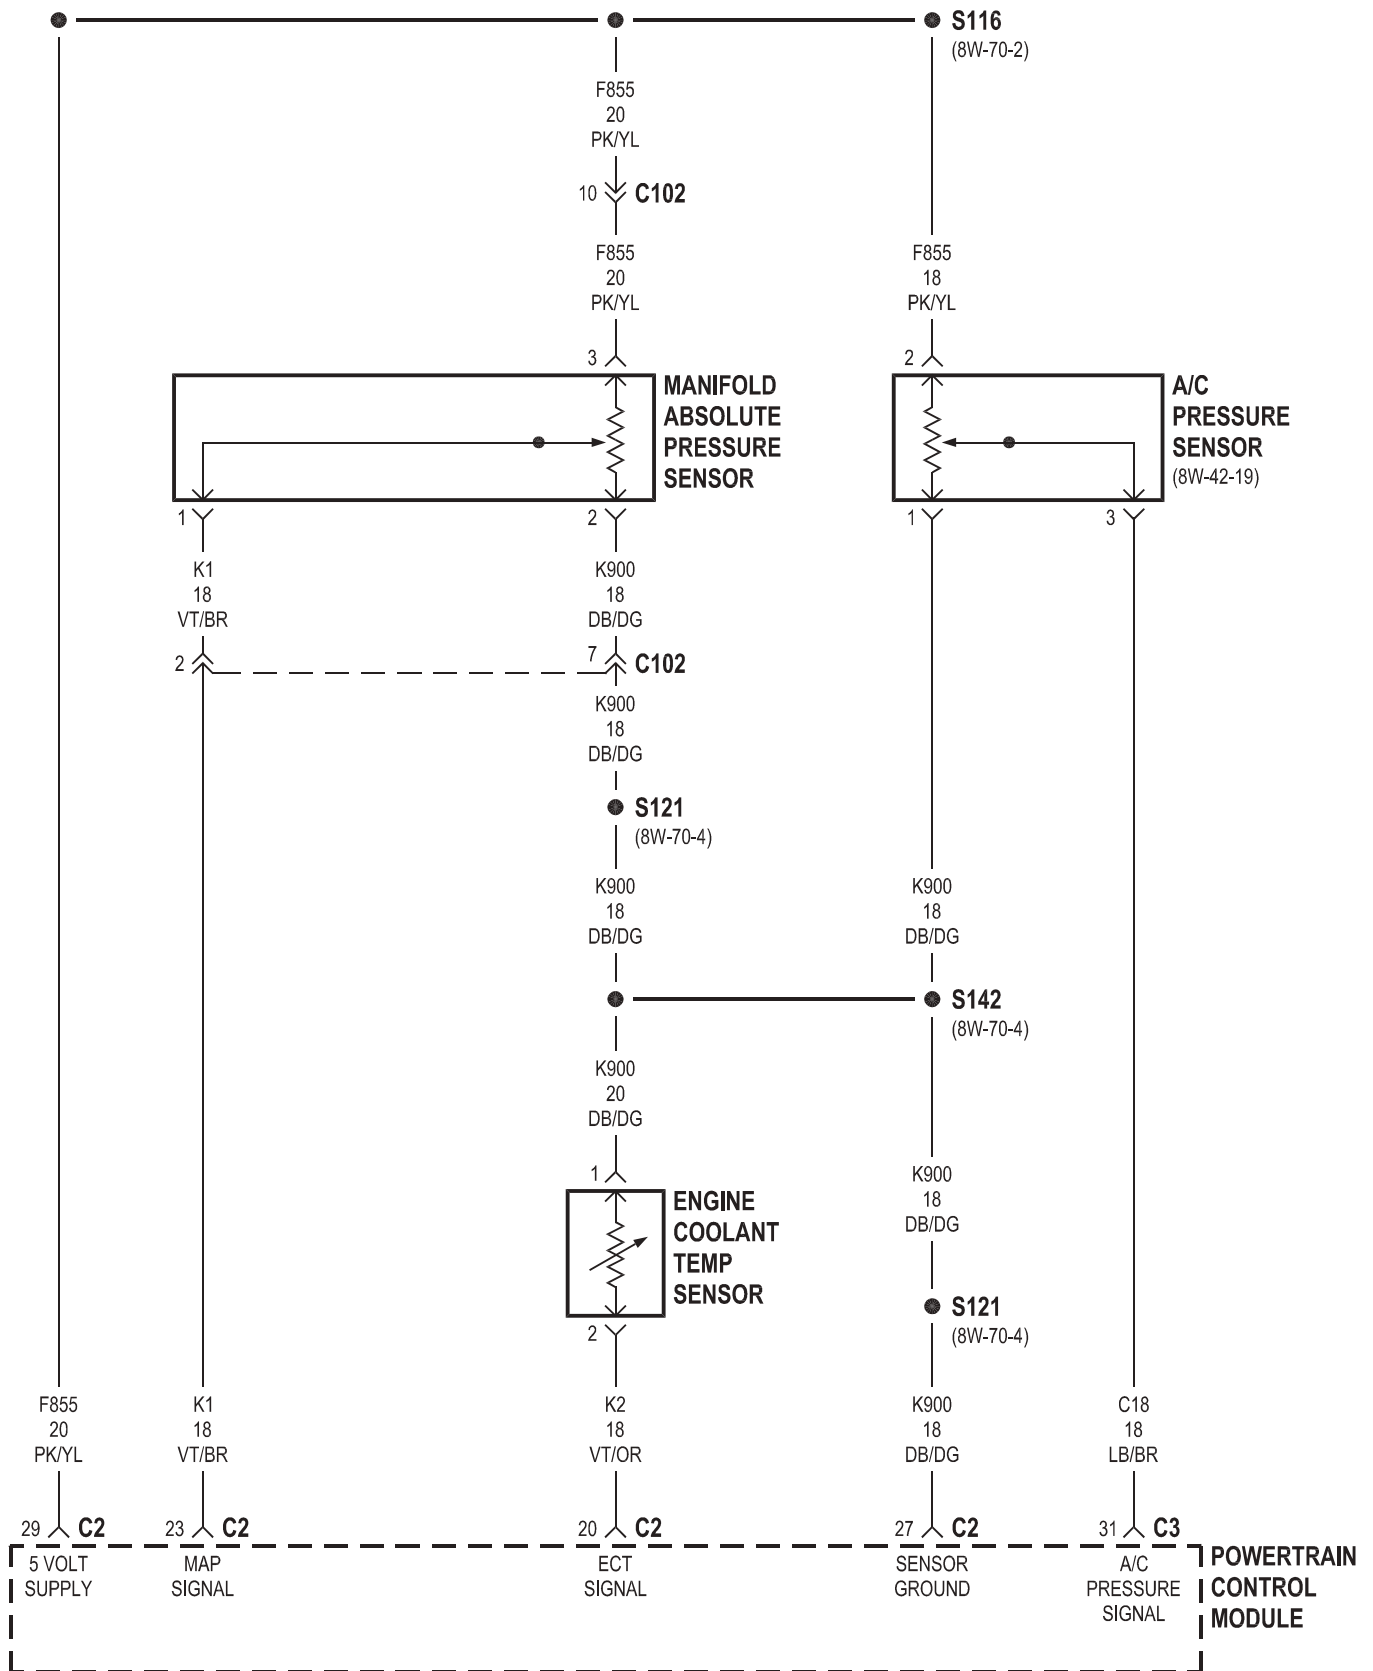 S116
(8W-70-2)
F855
20
PK/YL
10 C102
F855
20
PK/YL
F855
18
PK/YL
3
2
MANIFOLD
ABSOLUTE
PRESSURE
SENSOR
A/C
PRESSURE
SENSOR
(8W-42-19)
1
2
1
3
K1
18
VT/BR
K900
18
DB/DG
2
7
C102
K900
18
DB/DG
S121
(8W-70-4)
K900
18
DB/DG
K900
18
DB/DG
S142
(8W-70-4)
K900
20
DB/DG
1
ENGINE
COOLANT
TEMP
SENSOR
2
K900
18
DB/DG
S121
(8W-70-4)
F855
20
PK/YL
K1
18
VT/BR
K2
18
VT/OR
K900
18
DB/DG
C18
18
LB/BR
29 C2
23 C2
20 C2
27 C2
31 C3
5 VOLT
SUPPLY
MAP
SIGNAL
ECT
SIGNAL
SENSOR
GROUND
A/C
PRESSURE
SIGNAL
POWERTRAIN
CONTROL
MODULE